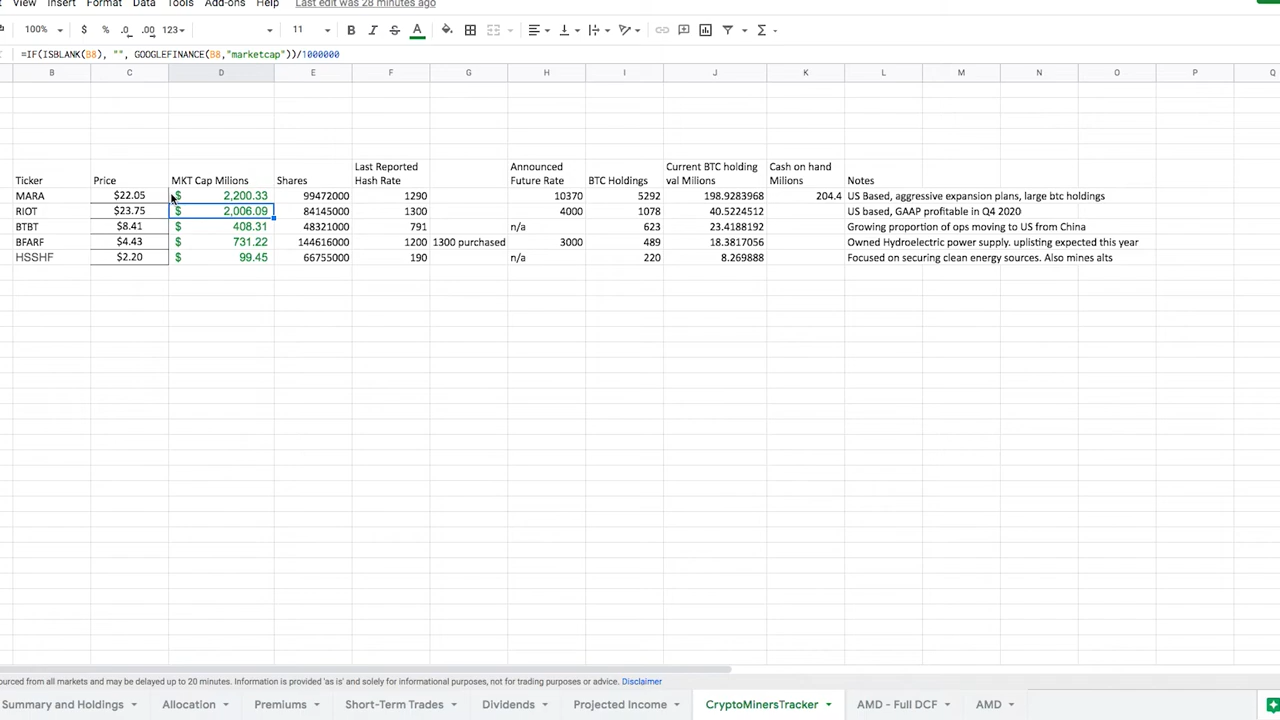 View Insert Format Data Tools Add-ons Help Last edit was 28 minutes ago
100% $ % .0 .00 123 11 B I S A
=IF(ISBLANK(B8), "", GOOGLEFINANCE(B8,"marketcap"))/1000000
B C D E F G H I J K L M N O P Q
Ticker Price MKT Cap Milions Shares Last Reported Hash Rate Announced Future Rate BTC Holdings Current BTC holding val Milions Cash on hand Milions Notes
MARA $22.05 $ 2,200.33 99472000 1290 10370 5292 198.9283968 204.4 US Based, aggressive expansion plans, large btc holdings
RIOT $23.75 $ 2,006.09 84145000 1300 4000 1078 40.5224512 US based, GAAP profitable in Q4 2020
BTBT $8.41 $ 408.31 48321000 791 n/a 623 23.4188192 Growing proportion of ops moving to US from China
BFARF $4.43 $ 731.22 144616000 1200 1300 purchased 3000 489 18.3817056 Owned Hydroelectric power supply. uplisting expected this year
HSSHF $2.20 $ 99.45 66755000 190 n/a 220 8.269888 Focused on securing clean energy sources. Also mines alts
ourced from all markets and may be delayed up to 20 minutes. Information is provided 'as is' and solely for informational purposes, not for trading purposes or advice. Disclaimer
Summary and Holdings Allocation Premiums Short-Term Trades Dividends Projected Income CryptoMinersTracker AMD - Full DCF AMD